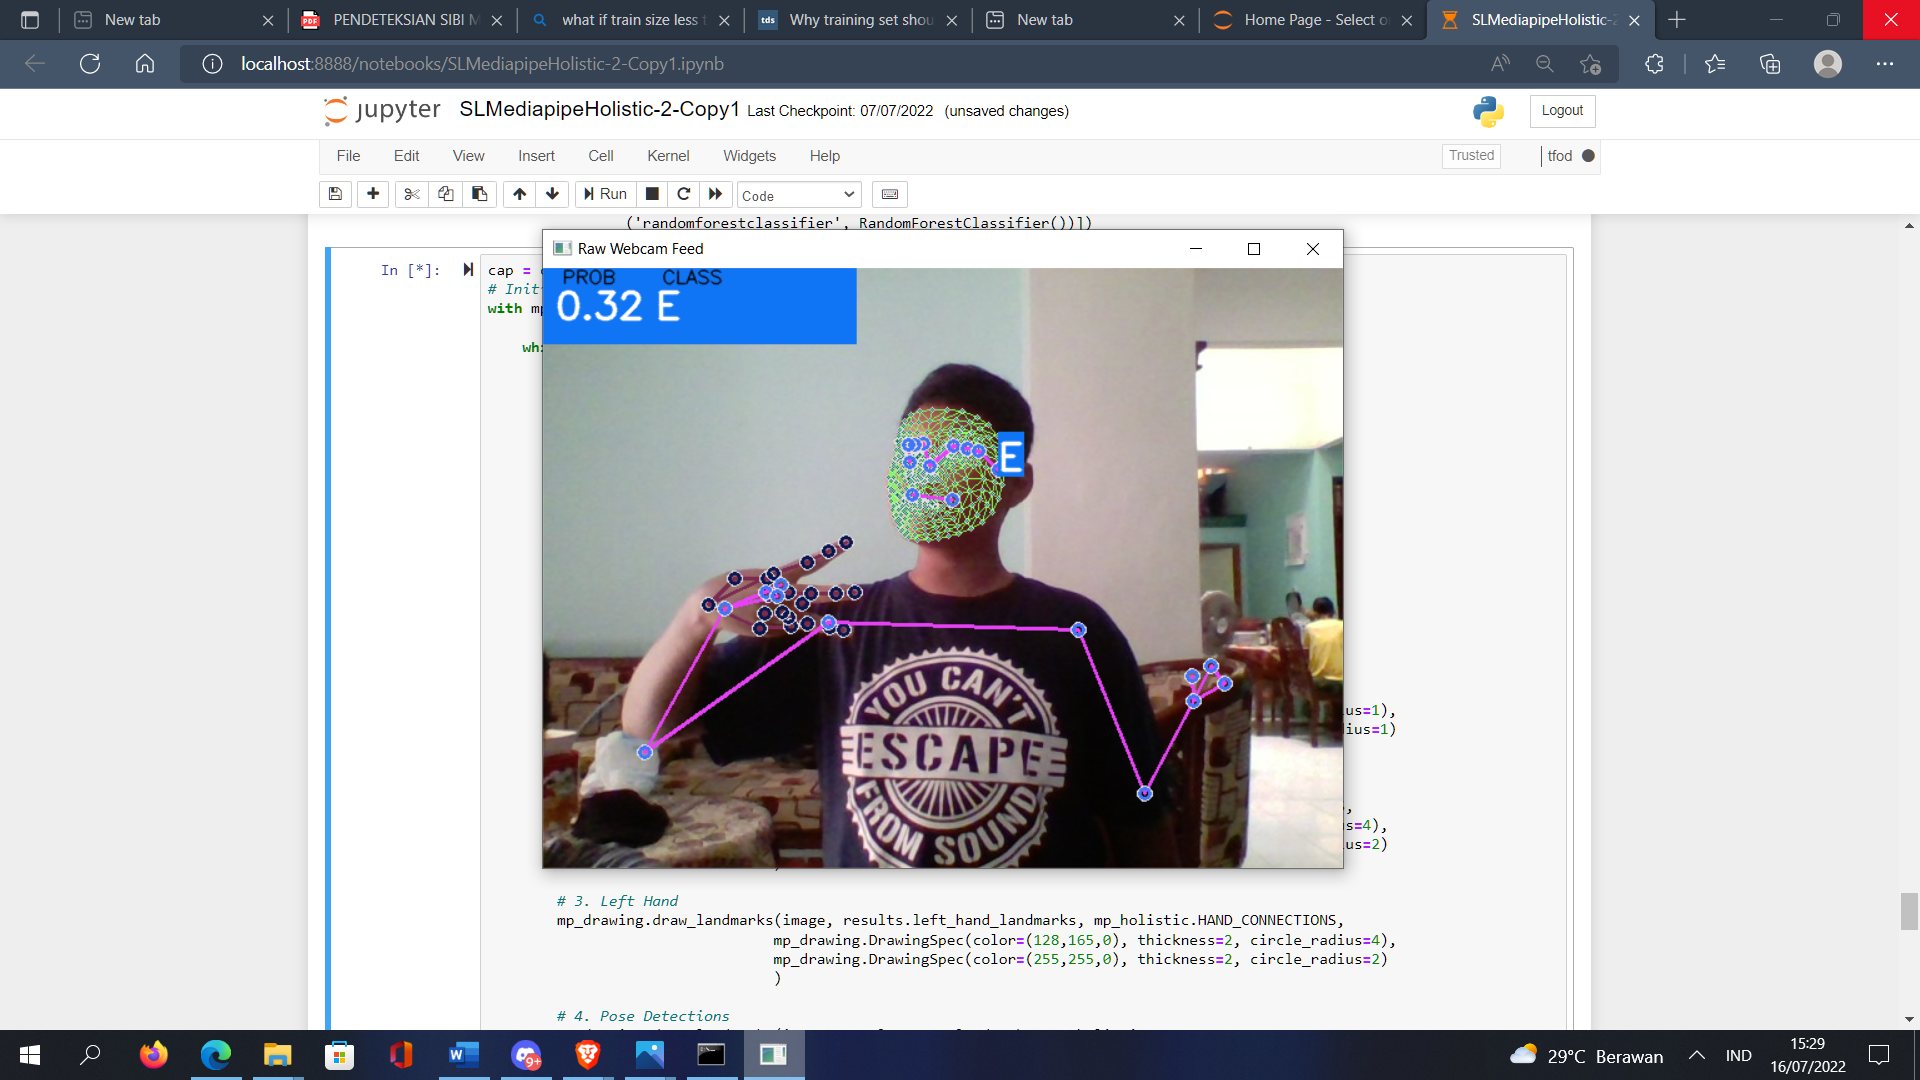 New tab
PENDETEKSIAN SIBI M
what if train size less t
tds Why training set shou
New tab
Home Page - Select o
SLMediapipeHolistic-2
localhost:8888/notebooks/SLMediapipeHolistic-2-Copy1.ipynb
jupyter SLMediapipeHolistic-2-Copy1 Last Checkpoint: 07/07/2022 (unsaved changes)
Logout
File Edit View Insert Cell Kernel Widgets Help
Trusted
tfod
Run
Code
('randomforestclassifier', RandomForestClassifier())])
Raw Webcam Feed
In [*]:
cap =
# Init
with mp
whi
PROB CLASS
0.32 E
E
YOU CAN'T
ESCAPE
FROM SOUND
us=1),
ius=1)
s=4),
us=2)
# 3. Left Hand
mp_drawing.draw_landmarks(image, results.left_hand_landmarks, mp_holistic.HAND_CONNECTIONS,
mp_drawing.DrawingSpec(color=(128,165,0), thickness=2, circle_radius=4),
mp_drawing.DrawingSpec(color=(255,255,0), thickness=2, circle_radius=2)
)
# 4. Pose Detections
9+
29°C Berawan
IND
15:29
16/07/2022